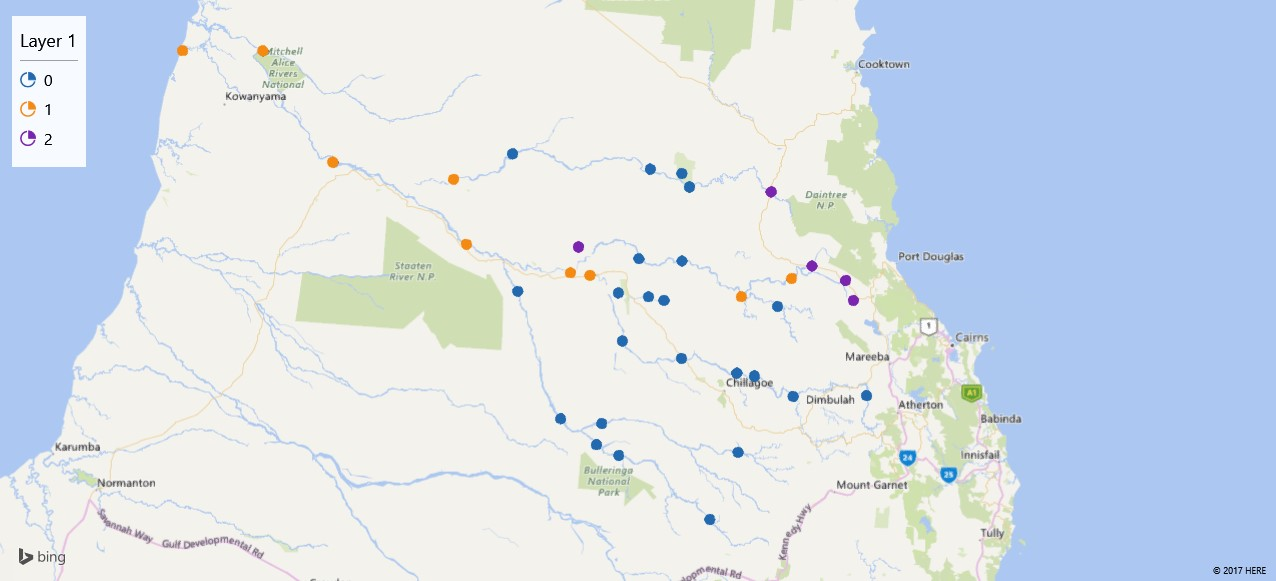 Layer 1
0
1
2
Mitchell
Alice
Rivers
National
Kowanyama
Cooktown
Daintree
N P
Port Douglas
Staaten
River N.P.
1
Cairns
Mareeba
Chillagoe
Dimbulah
Atherton
A1
Babinda
Karumba
24
25
Innisfail
Normanton
Bulleringa
National
Park
Mount Garnet
Savannah Way
Gulf Developmental Rd
Kennedy Hwy
Tully
bing
© 2017 HERE